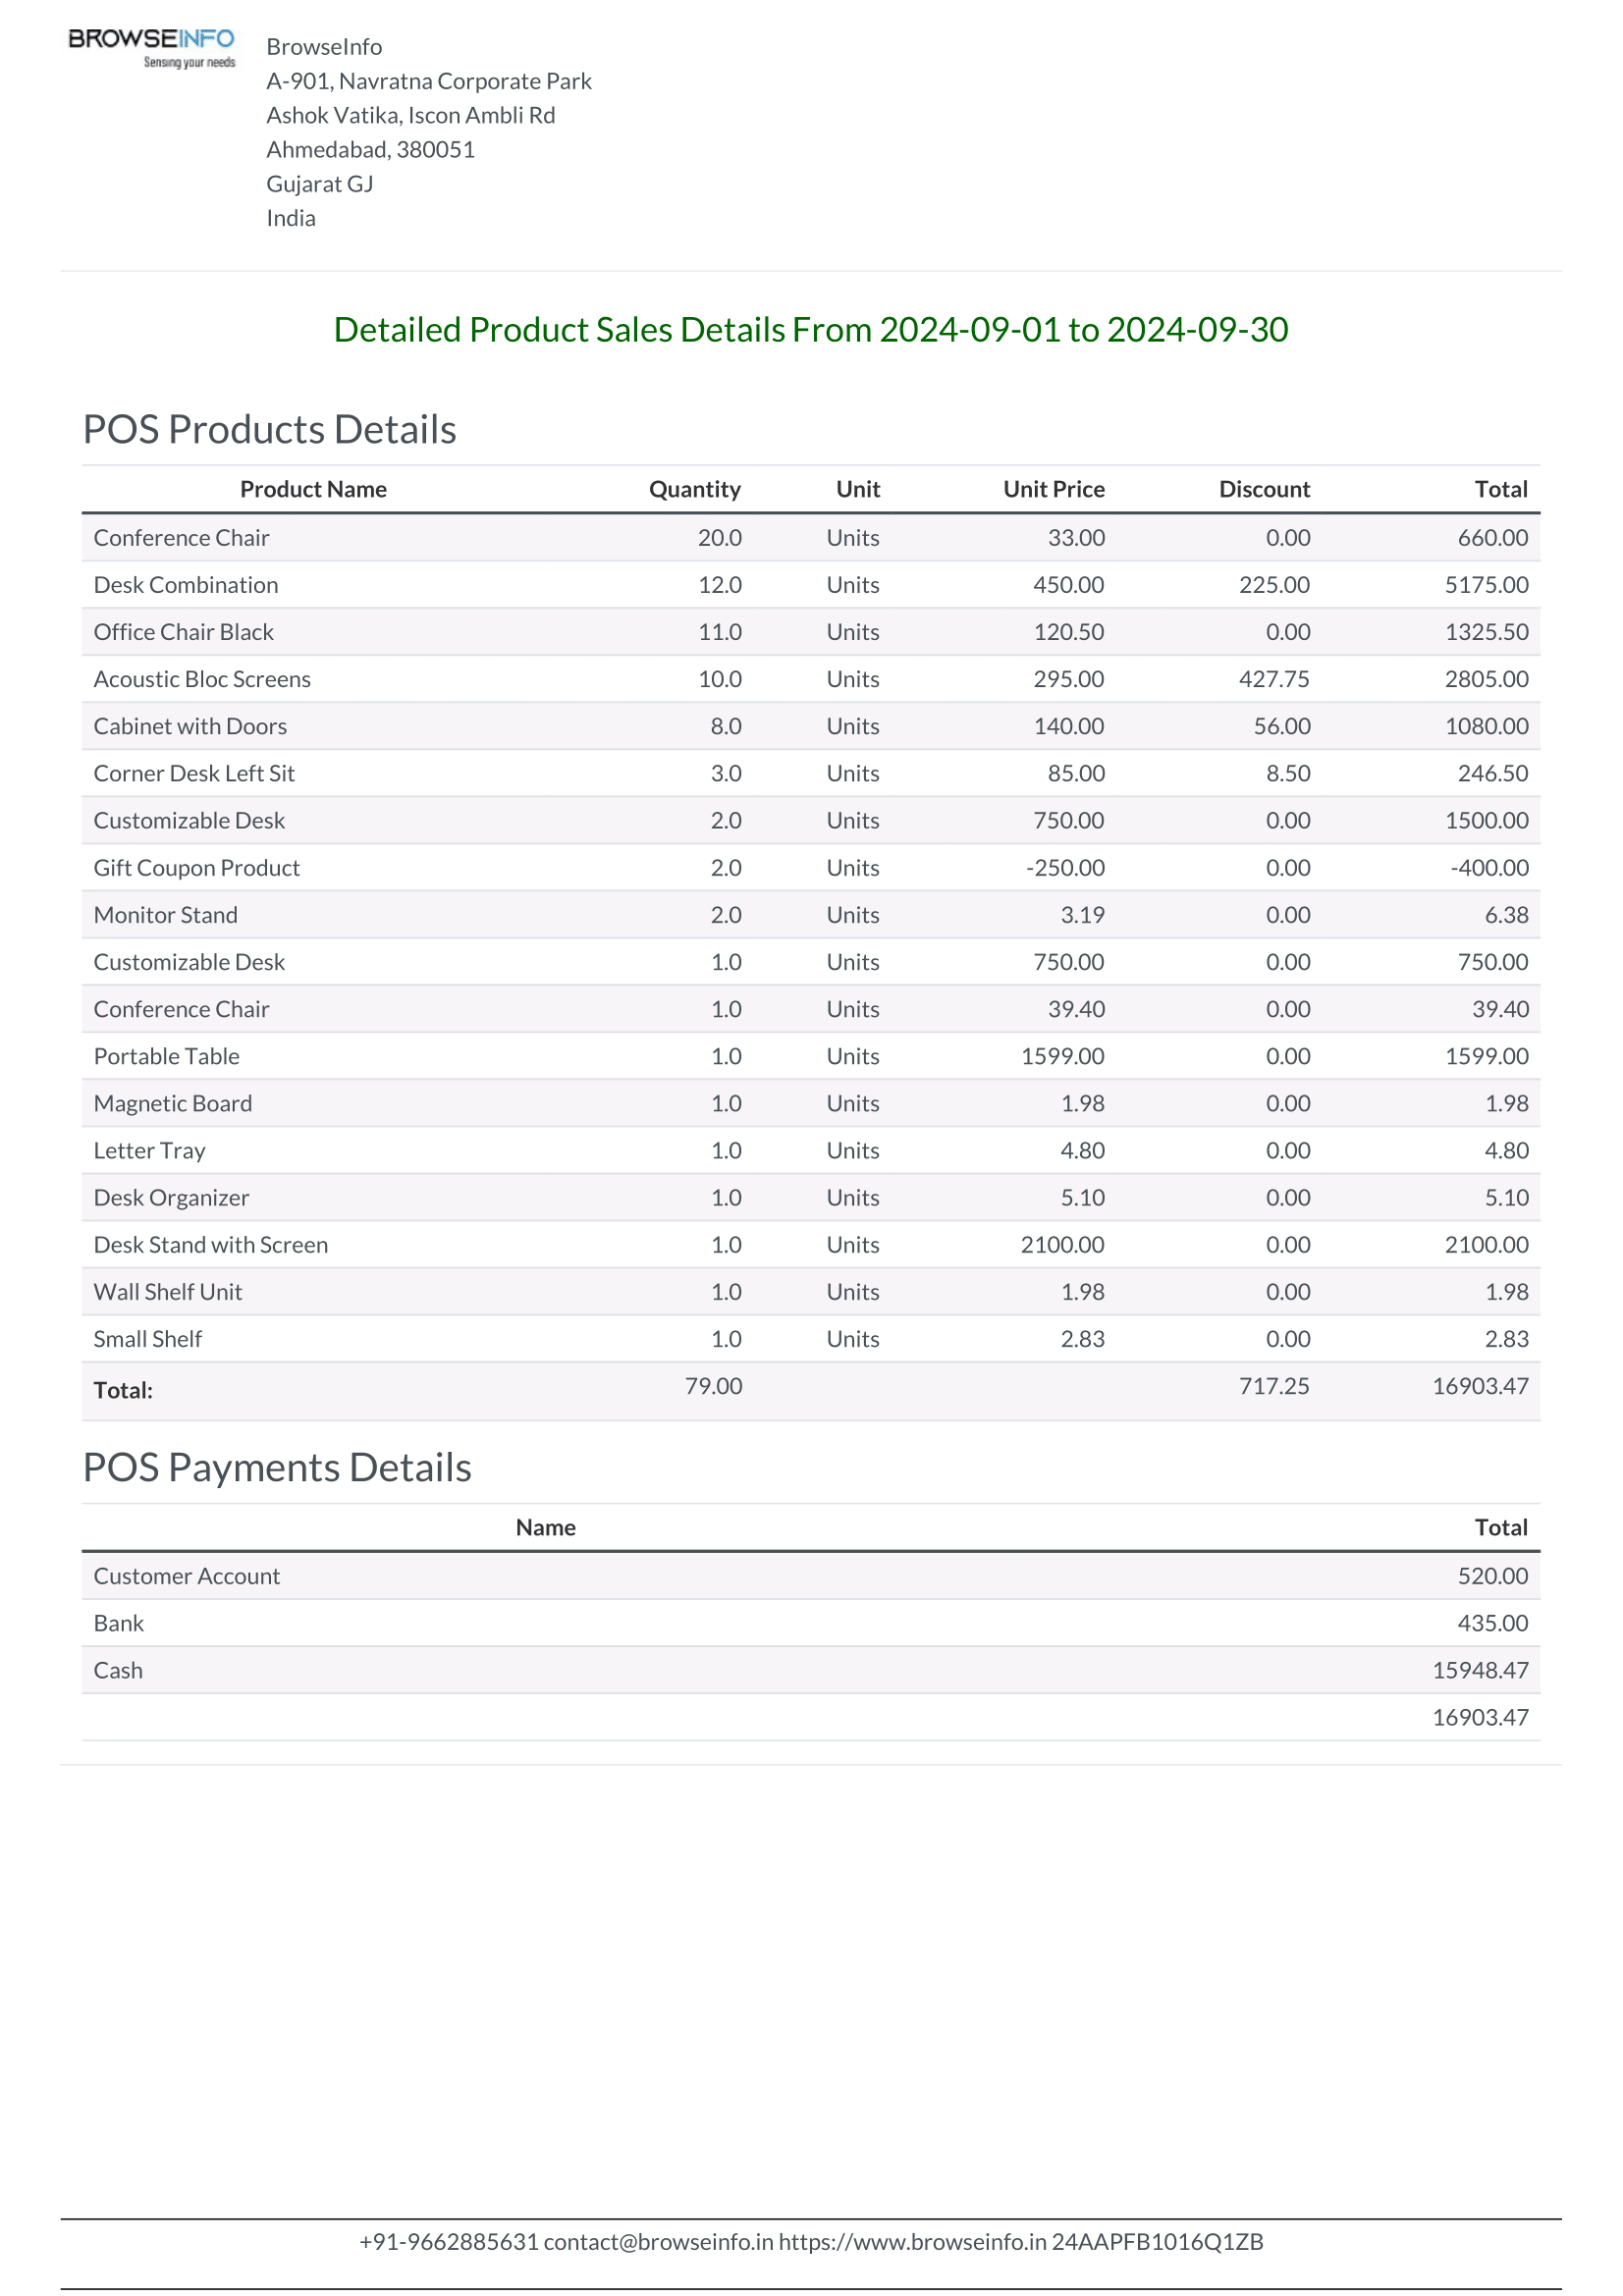 BROWSEINFO
Sensing your needs
BrowseInfo
A-901, Navratna Corporate Park
Ashok Vatika, Iscon Ambli Rd
Ahmedabad, 380051
Gujarat GJ
India
Detailed Product Sales Details From 2024-09-01 to 2024-09-30
POS Products Details
Product Name Quantity Unit Unit Price Discount Total
Conference Chair 20.0 Units 33.00 0.00 660.00
Desk Combination 12.0 Units 450.00 225.00 5175.00
Office Chair Black 11.0 Units 120.50 0.00 1325.50
Acoustic Bloc Screens 10.0 Units 295.00 427.75 2805.00
Cabinet with Doors 8.0 Units 140.00 56.00 1080.00
Corner Desk Left Sit 3.0 Units 85.00 8.50 246.50
Customizable Desk 2.0 Units 750.00 0.00 1500.00
Gift Coupon Product 2.0 Units -250.00 0.00 -400.00
Monitor Stand 2.0 Units 3.19 0.00 6.38
Customizable Desk 1.0 Units 750.00 0.00 750.00
Conference Chair 1.0 Units 39.40 0.00 39.40
Portable Table 1.0 Units 1599.00 0.00 1599.00
Magnetic Board 1.0 Units 1.98 0.00 1.98
Letter Tray 1.0 Units 4.80 0.00 4.80
Desk Organizer 1.0 Units 5.10 0.00 5.10
Desk Stand with Screen 1.0 Units 2100.00 0.00 2100.00
Wall Shelf Unit 1.0 Units 1.98 0.00 1.98
Small Shelf 1.0 Units 2.83 0.00 2.83
Total: 79.00 717.25 16903.47
POS Payments Details
Name Total
Customer Account 520.00
Bank 435.00
Cash 15948.47
16903.47
+91-9662885631 contact@browseinfo.in https://www.browseinfo.in 24AAPFB1016Q1ZB